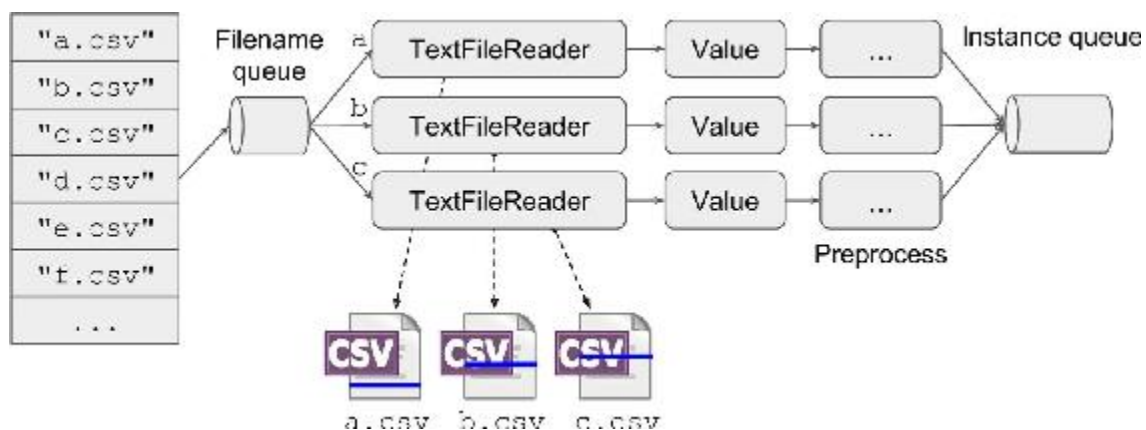 "a.csv"
"b.csv"
"c.csv"
"d.csv"
"e.csv"
"f.csv"
...
Filename
queue
a
TextFileReader
Value
...
b
TextFileReader
Value
...
c
TextFileReader
Value
...
Preprocess
Instance queue
CSV
CSV
CSV
a.csv
b.csv
c.csv